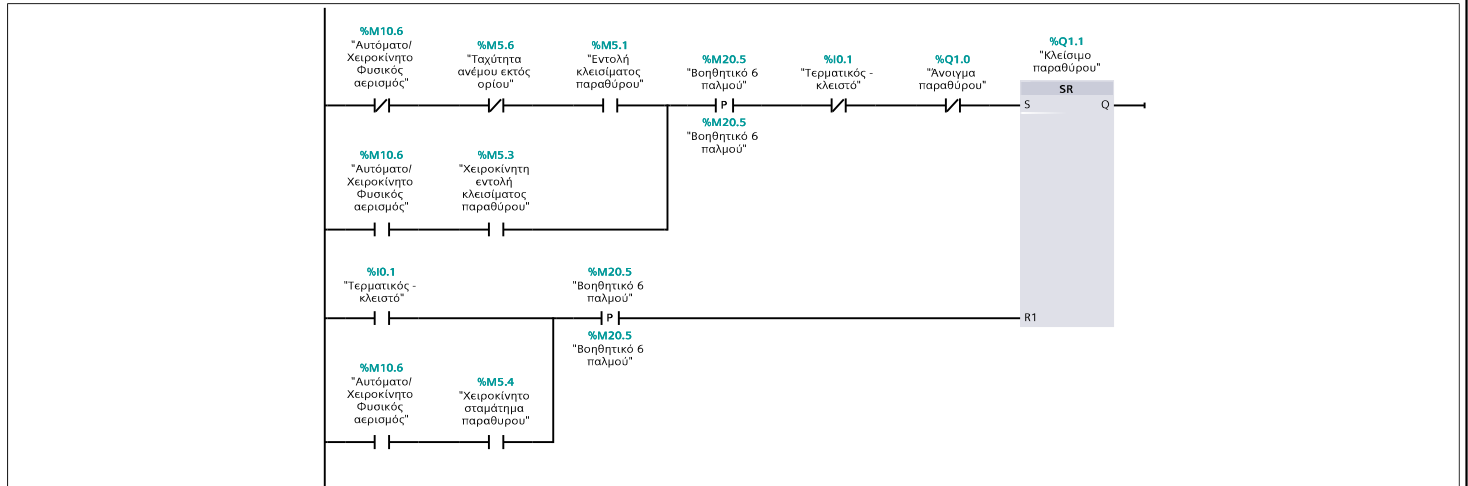 %M10.6
"Αυτόματο/
Χειροκίνητο
Φυσικός
αερισμός"
%M5.6
"Ταχύτητα
ανέμου εκτός
ορίου"
%M5.1
"Εντολή
κλεισίματος
παραθύρου"
%M20.5
"Βοηθητικό 6
παλμού"
P
%M20.5
"Βοηθητικό 6
παλμού"
%I0.1
"Τερματικός -
κλειστό"
%Q1.0
"Άνοιγμα
παραθύρου"
%Q1.1
"Κλείσιμο
παραθύρου"
SR
S Q
%M10.6
"Αυτόματο/
Χειροκίνητο
Φυσικός
αερισμός"
%M5.3
"Χειροκίνητη
εντολή
κλεισίματος
παραθύρου"
%I0.1
"Τερματικός -
κλειστό"
%M20.5
"Βοηθητικό 6
παλμού"
P
%M20.5
"Βοηθητικό 6
παλμού"
R1
%M10.6
"Αυτόματο/
Χειροκίνητο
Φυσικός
αερισμός"
%M5.4
"Χειροκίνητο
σταμάτημα
παραθυρου"